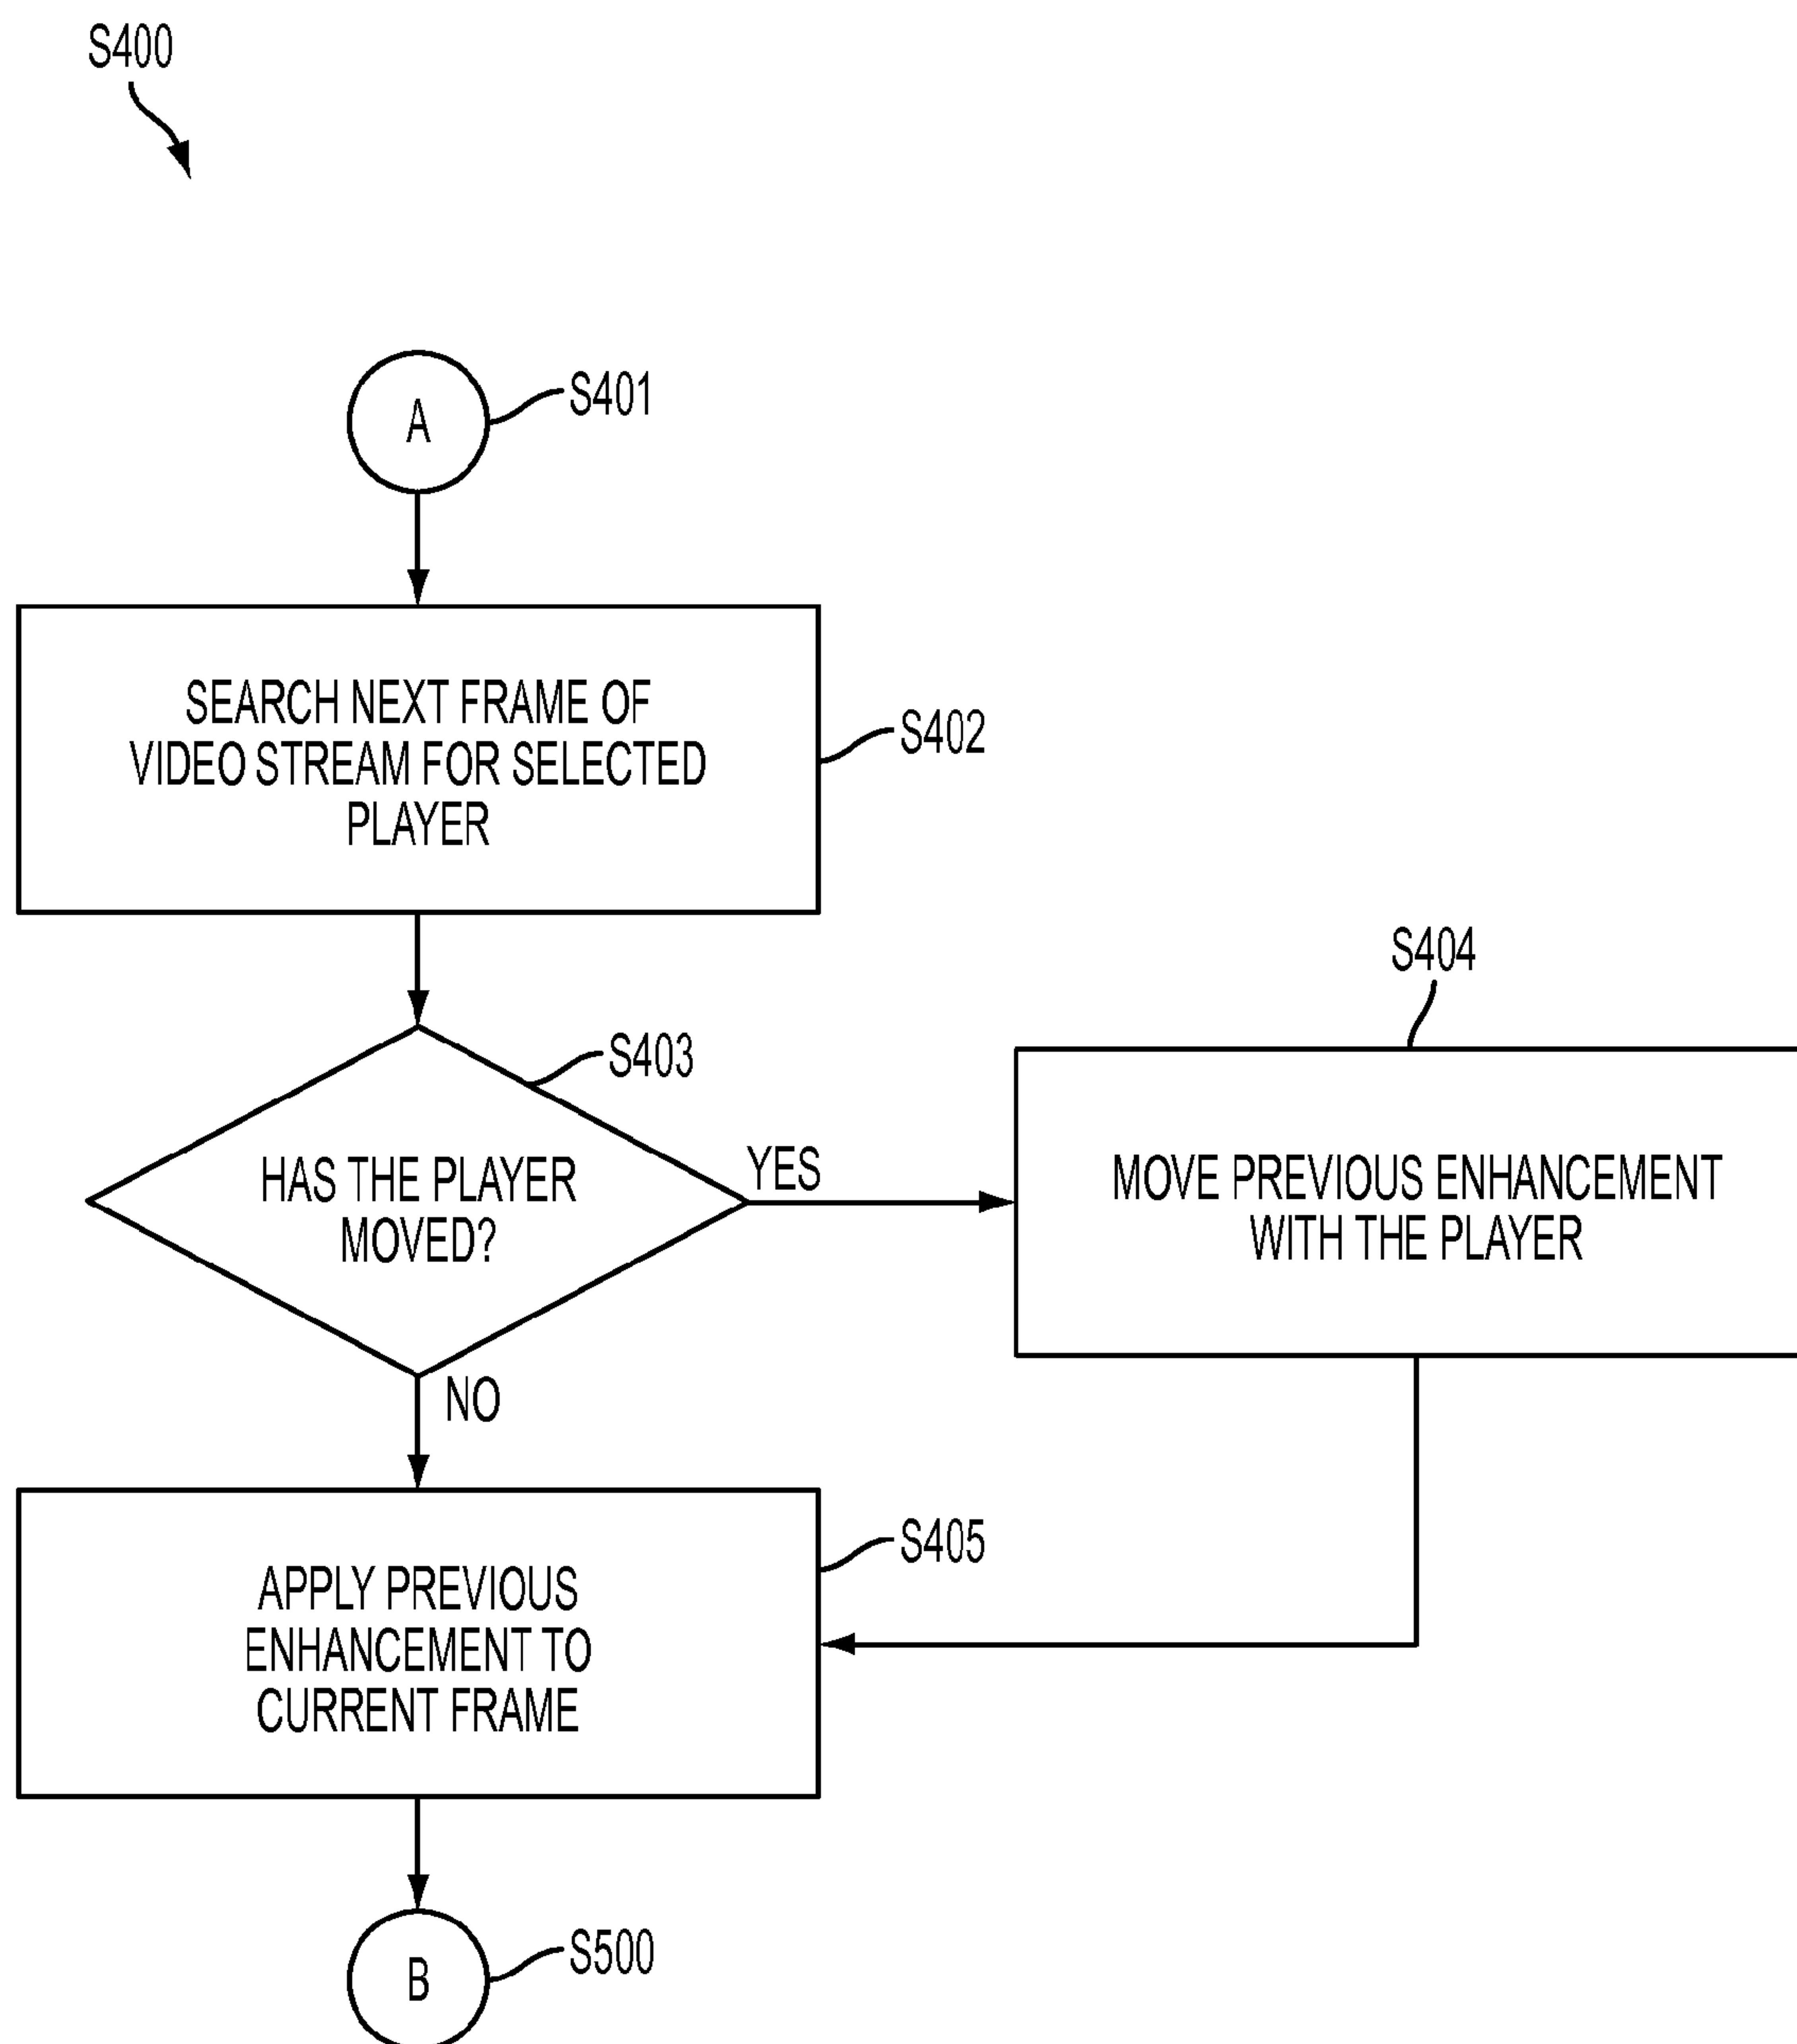 S400
A
S401
SEARCH NEXT FRAME OF
VIDEO STREAM FOR SELECTED
PLAYER
S402
S403
HAS THE PLAYER
MOVED?
YES
NO
S404
MOVE PREVIOUS ENHANCEMENT
WITH THE PLAYER
APPLY PREVIOUS
ENHANCEMENT TO
CURRENT FRAME
S405
B
S500